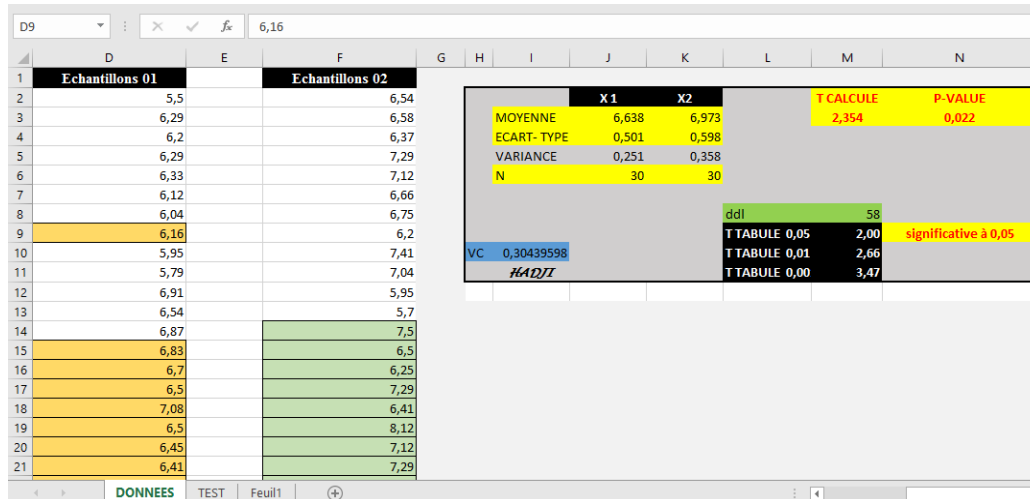 D9 fx 6,16
D E F G H I J K L M N
1 Echantillons 01 Echantillons 02
2 5,5 6,54 X 1 X2 T CALCULE P-VALUE
3 6,29 6,58 MOYENNE 6,638 6,973 2,354 0,022
4 6,2 6,37 ECART- TYPE 0,501 0,598
5 6,29 7,29 VARIANCE 0,251 0,358
6 6,33 7,12 N 30 30
7 6,12 6,66
8 6,04 6,75 ddl 58
9 6,16 6,2 T TABULE 0,05 2,00 significative à 0,05
10 5,95 7,41 VC 0,30439598 T TABULE 0,01 2,66
11 5,79 7,04 HADJI T TABULE 0,00 3,47
12 6,91 5,95
13 6,54 5,7
14 6,87 7,5
15 6,83 6,5
16 6,7 6,25
17 6,5 7,29
18 7,08 6,41
19 6,5 8,12
20 6,45 7,12
21 6,41 7,29
DONNEES TEST Feuil1